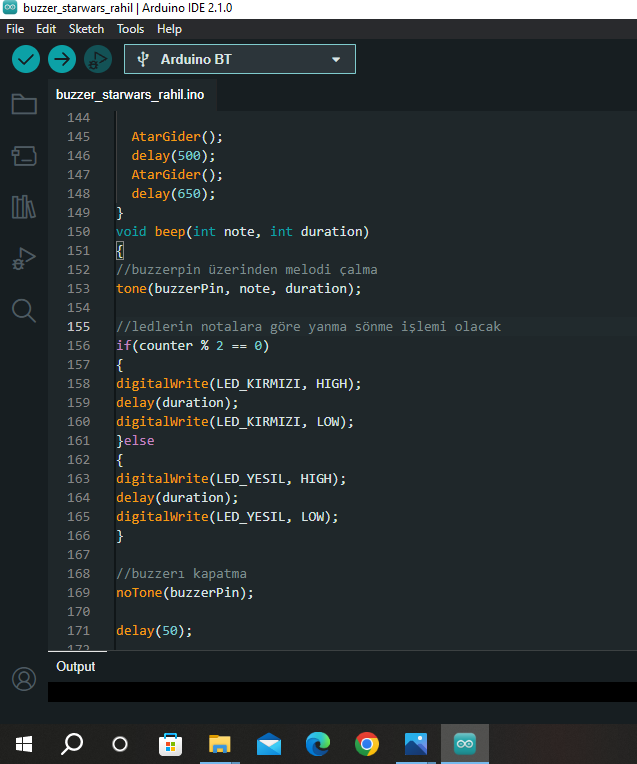 buzzer_starwars_rahil | Arduino IDE 2.1.0
File Edit Sketch Tools Help
Arduino BT
buzzer_starwars_rahil.ino
144
145 AtarGider();
146 delay(500);
147 AtarGider();
148 delay(650);
149 }
150 void beep(int note, int duration)
151 {
152 //buzzerpin üzerinden melodi çalma
153 tone(buzzerPin, note, duration);
154
155 //ledlerin notalara göre yanma sönme işlemi olacak
156 if(counter % 2 == 0)
157 {
158 digitalWrite(LED_KIRMIZI, HIGH);
159 delay(duration);
160 digitalWrite(LED_KIRMIZI, LOW);
161 }else
162 {
163 digitalWrite(LED_YESIL, HIGH);
164 delay(duration);
165 digitalWrite(LED_YESIL, LOW);
166 }
167
168 //buzzerı kapatma
169 noTone(buzzerPin);
170
171 delay(50);
172
Output